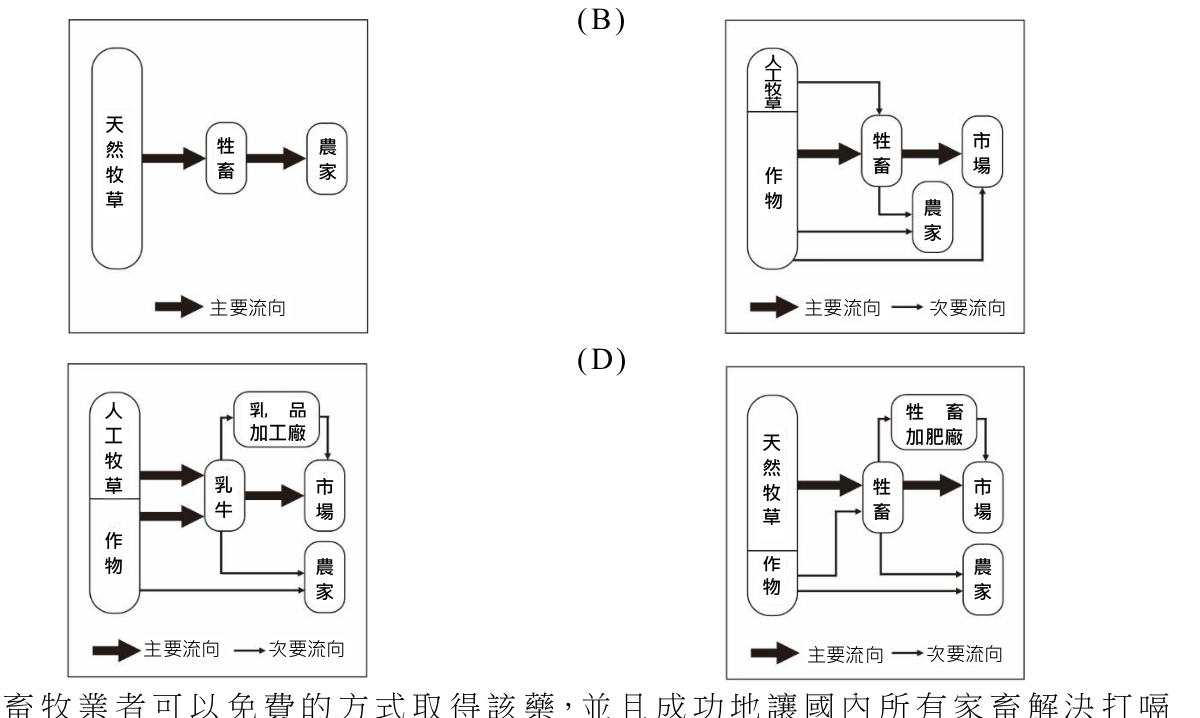 (B)
天然牧草
牲畜
農家
主要流向
人工牧草
作物
牲畜
市場
農家
主要流向 次要流向
(D)
人工牧草
作物
乳品
加工廠
乳牛
市場
農家
主要流向 次要流向
天然牧草
作物
牲畜
加肥廠
牲畜
市場
農家
主要流向 次要流向
畜牧業者可以免費的方式取得該藥,並且成功地讓國內所有家畜解決打嗝